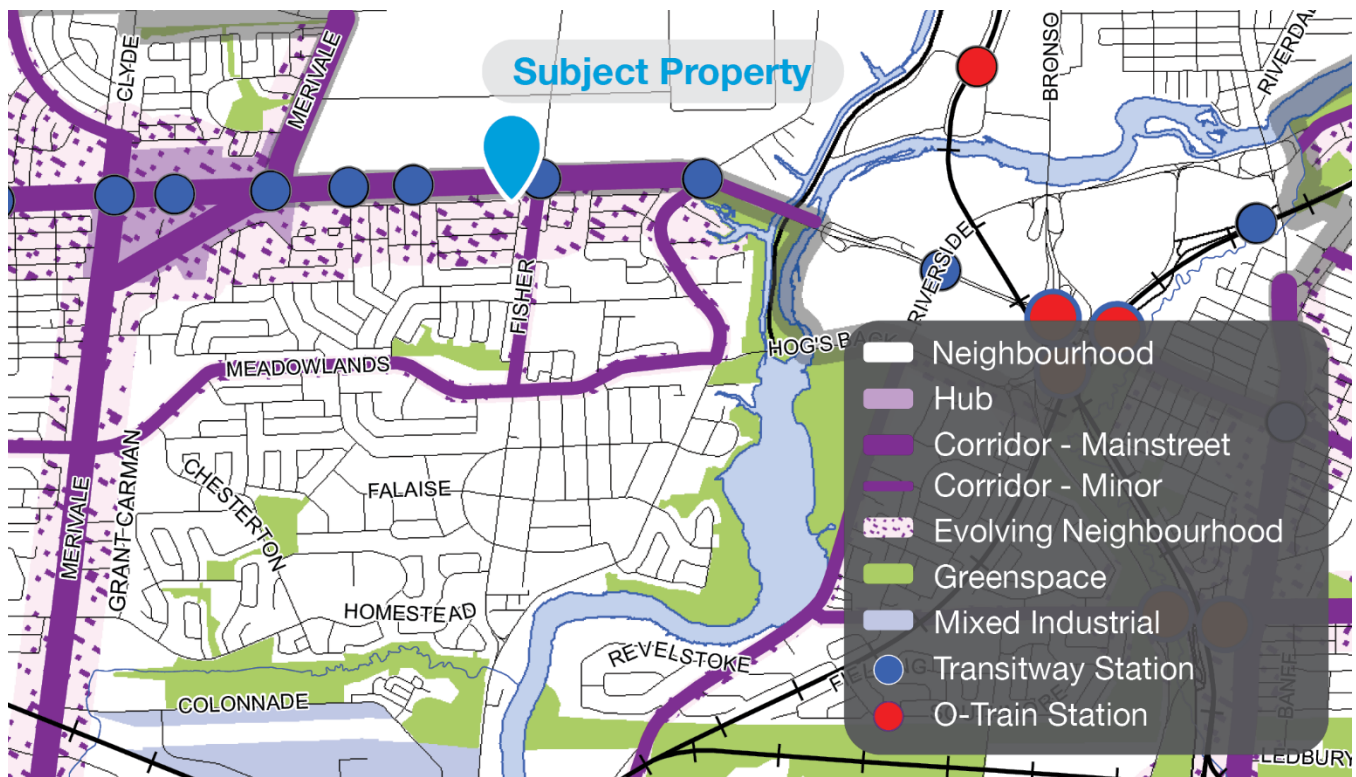 CLYDE
MERIVALE
Subject Property
BRONSO
RIVERDAL
FISHER
RIVERSIDE
HOG'S BACK
MEADOWLANDS
MERIVALE
GRANT-CARMAN
CHESTERTON
FALAISE
HOMESTEAD
COLONNADE
REVELSTOKE
Neighbourhood
Hub
Corridor - Mainstreet
Corridor - Minor
Evolving Neighbourhood
Greenspace
Mixed Industrial
Transitway Station
O-Train Station
BANFF
LEDBURY